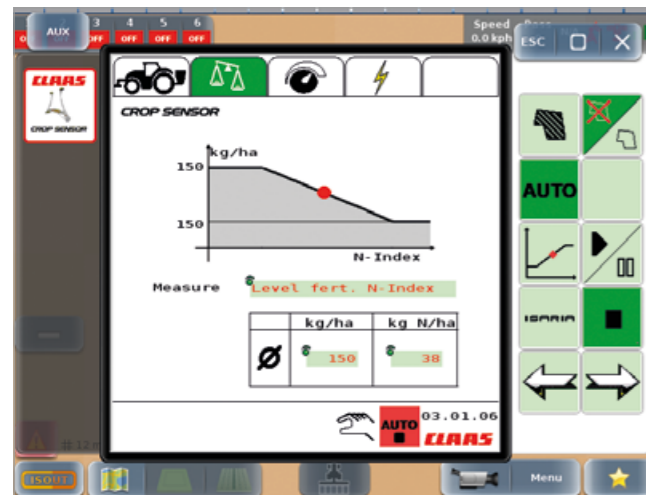 AUX
3 4 5 6
OFF OFF OFF OFF
Speed
0.0 kph
ESC
CLAAS
CROP SENSOR
CROP SENSOR
kg/ha
150
150
N-Index
Measure
Level fert. N-Index
kg/ha
kg N/ha
Ø
150
38
AUTO
03.01.06
CLAAS
AUTO
ISARIA
ISOUT
Menu